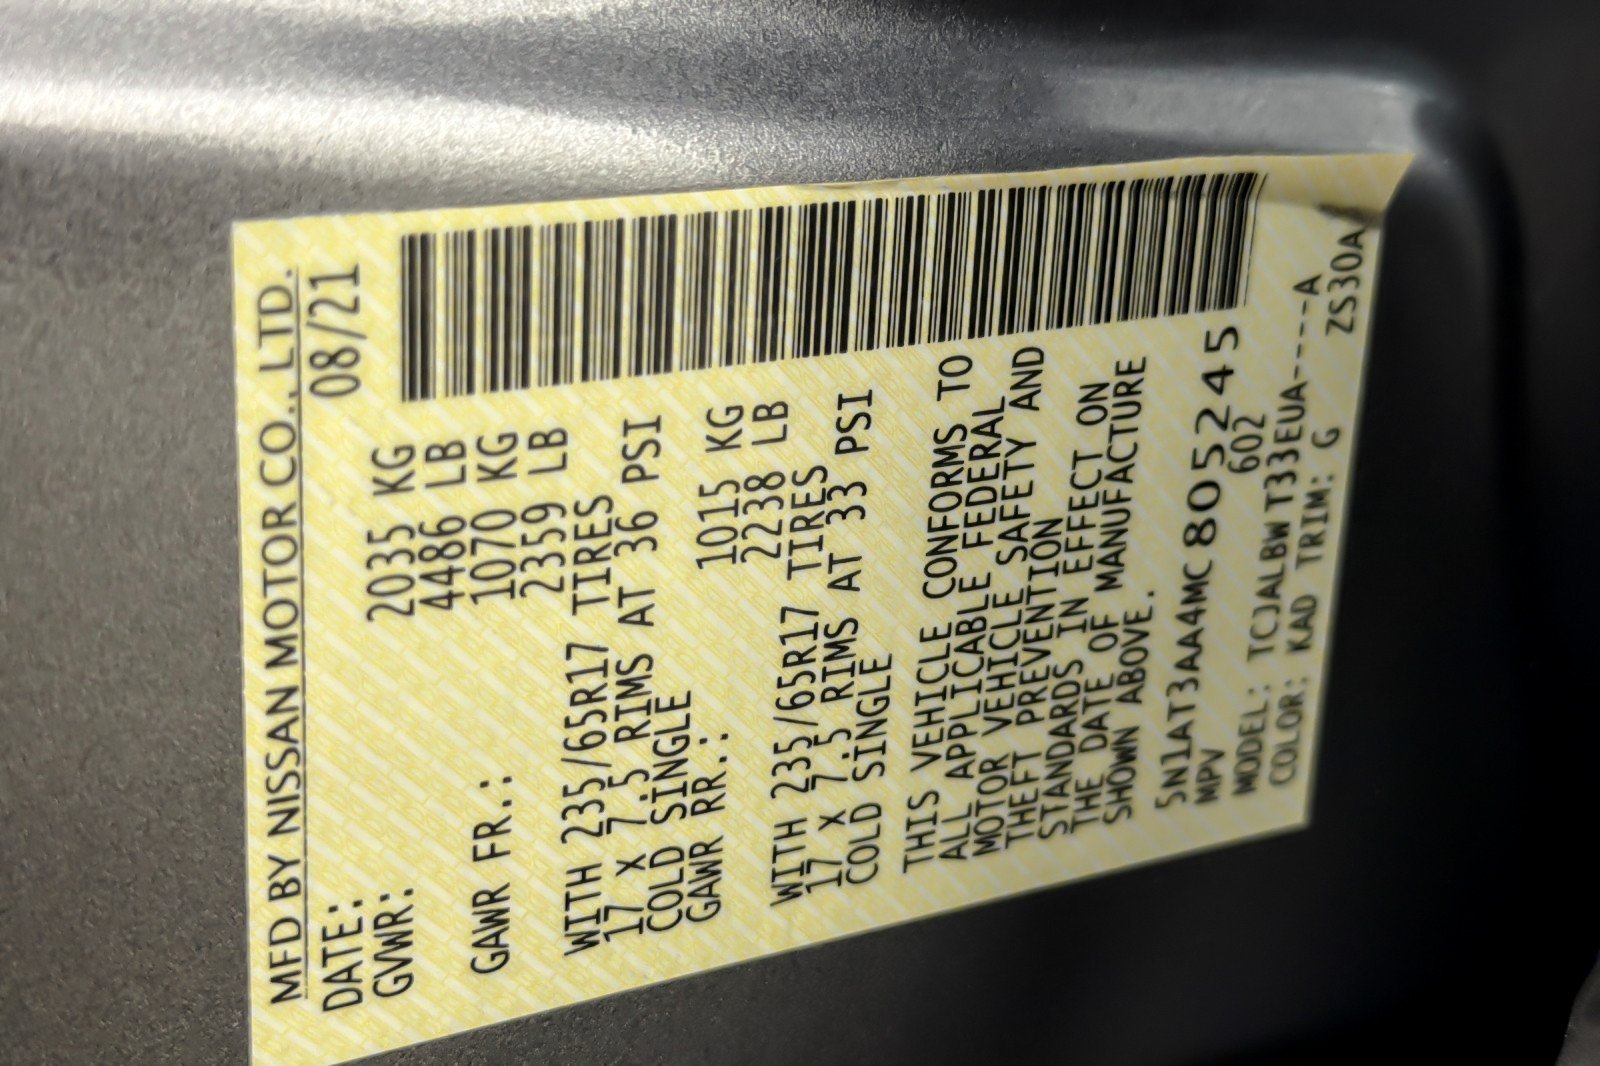 MFD BY NISSAN MOTOR CO., LTD.
DATE: 08/21
GVWR: 2035 KG
4486 LB
GAWR FR.: 1070 KG
2359 LB
WITH 235/65R17 TIRES
17 x 7.5 RIMS AT 36 PSI
COLD SINGLE
GAWR RR.: 1015 KG
2238 LB
WITH 235/65R17 TIRES
17 x 7.5 RIMS AT 33 PSI
COLD SINGLE
THIS VEHICLE CONFORMS TO
ALL APPLICABLE FEDERAL
MOTOR VEHICLE SAFETY AND
THEFT PREVENTION
STANDARDS IN EFFECT ON
THE DATE OF MANUFACTURE
SHOWN ABOVE.
5N1AT3AA4MC805245
MPV 602
MODEL: TCJALBWT33EUA-----A
COLOR: KAD TRIM: G ZS30A